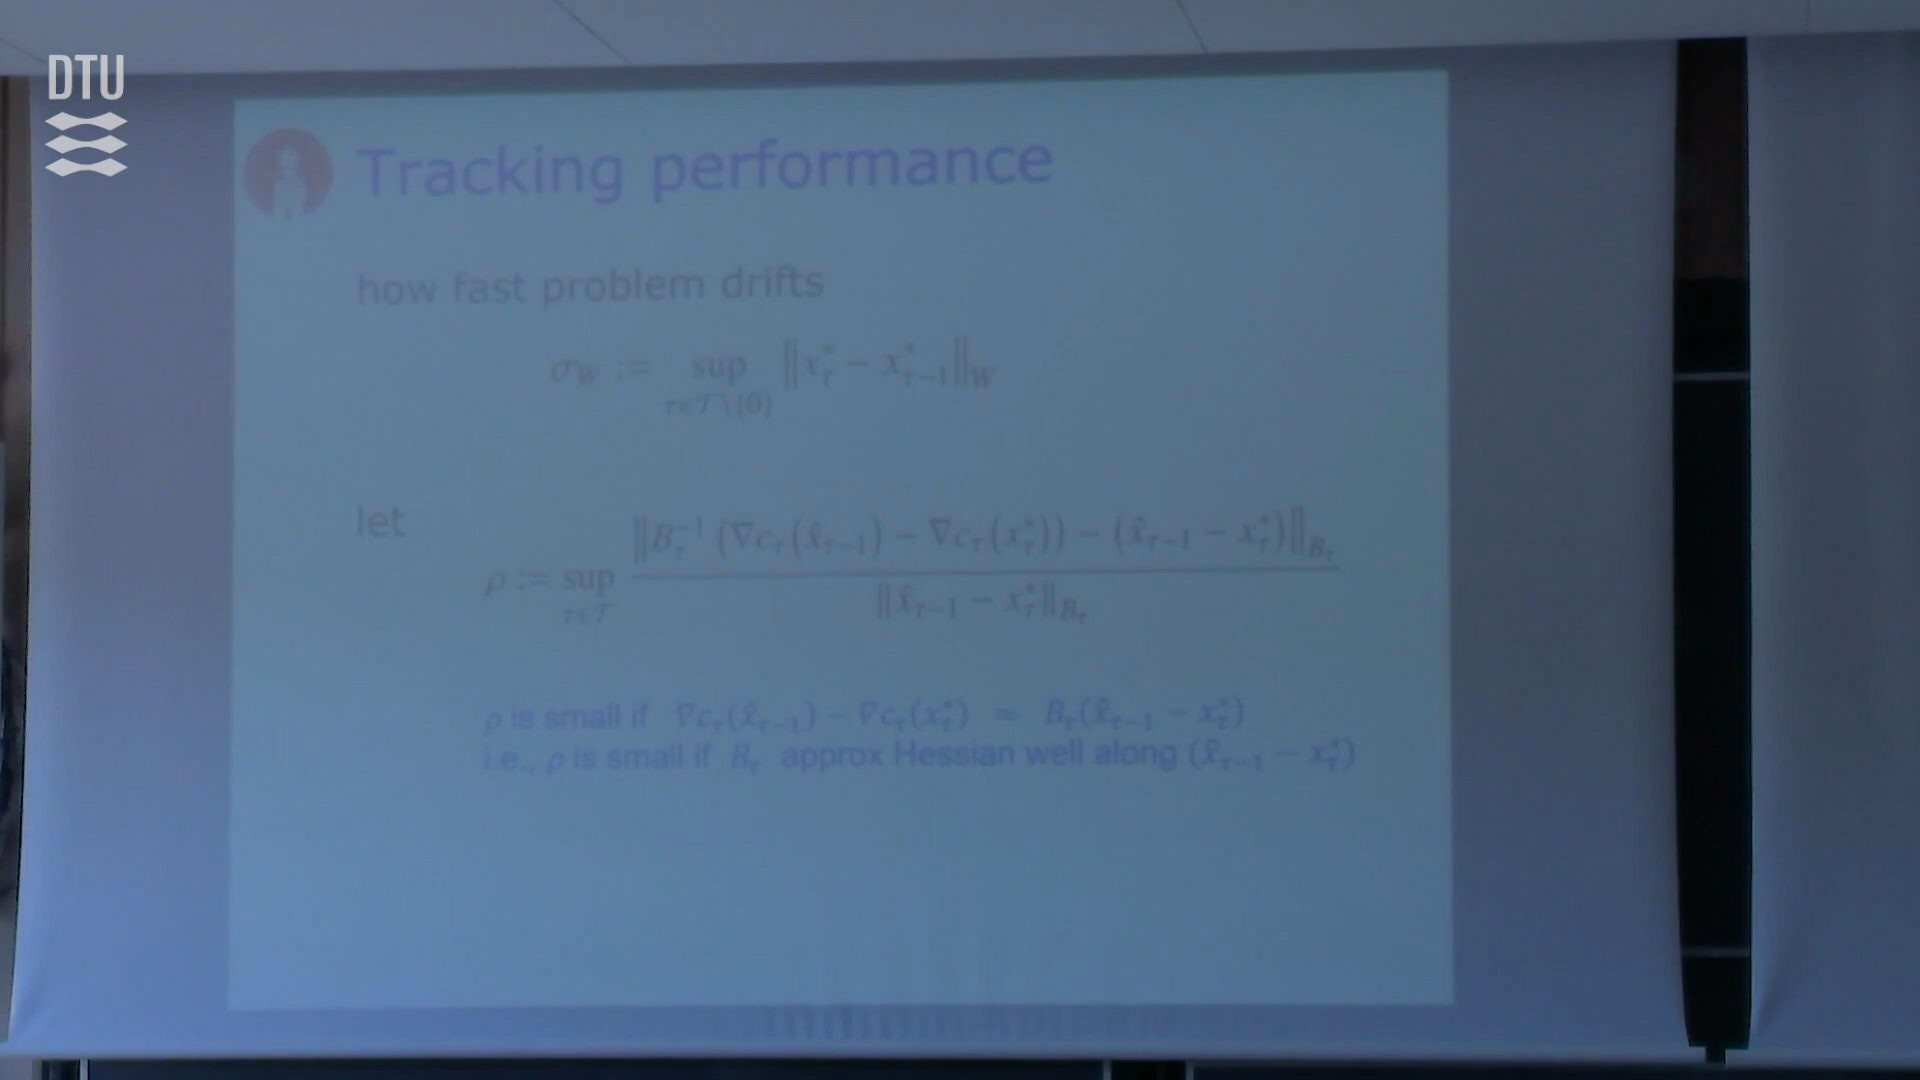 DTU
Tracking performance
how fast problem drifts
σ_W := sup_{τ∈𝒯\{0}} ‖x*_τ − x*_{τ−1}‖_W
let
ρ := sup_{τ∈𝒯} ‖B_τ^{−1} (∇c_τ(x̂_{τ−1}) − ∇c_τ(x*_τ)) − (x̂_{τ−1} − x*_τ)‖_{B_τ} / ‖x̂_{τ−1} − x*_τ‖_{B_τ}
ρ is small if ∇c_τ(x̂_{τ−1}) − ∇c_τ(x*_τ) ≈ B_τ(x̂_{τ−1} − x*_τ)
i.e., ρ is small if B_τ approx Hessian well along (x̂_{τ−1} − x*_τ)